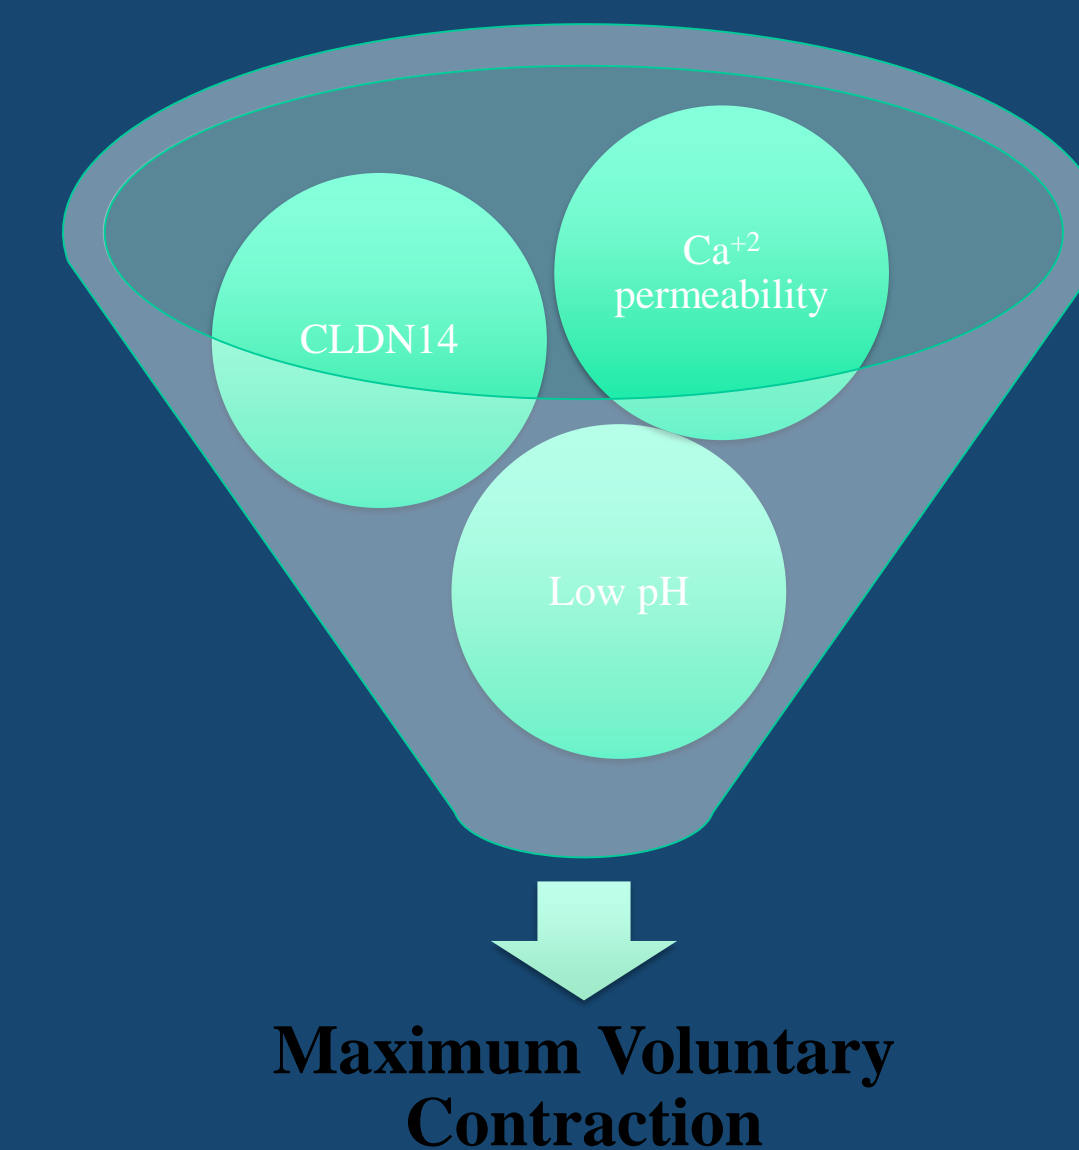 Ca⁺²
permeability
CLDN14
Low pH
Maximum Voluntary
Contraction